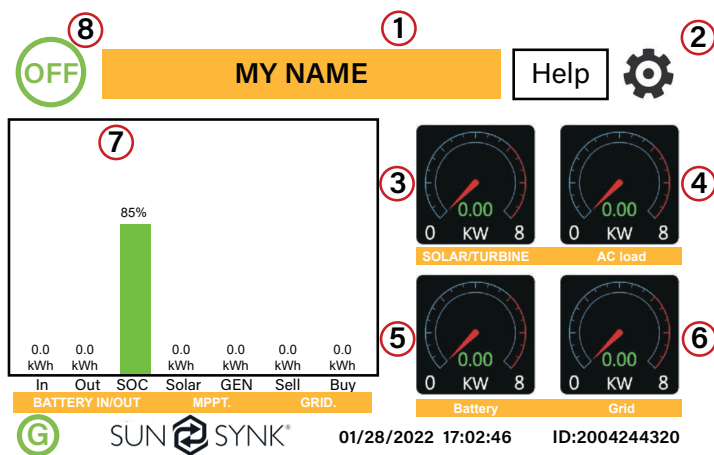 8
1
2
OFF
MY NAME
Help
7
85%
0.0 0.0 0.0 0.0 0.0 0.0
kWh kWh kWh kWh kWh kWh
In Out SOC Solar GEN Sell Buy
BATTERY IN/OUT MPPT. GRID.
3
0.00
0 KW 8
SOLAR/TURBINE
4
0.00
0 KW 8
AC load
5
0.00
0 KW 8
Battery
6
0.00
0 KW 8
Grid
G
SUN SYNK®
01/28/2022 17:02:46 ID:2004244320